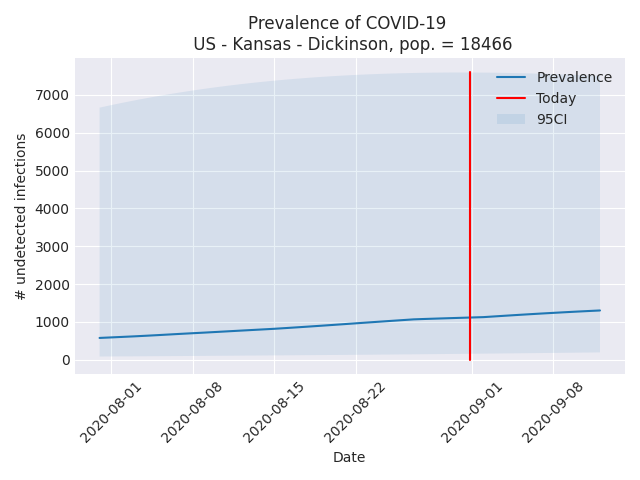 Prevalence of COVID-19
US - Kansas - Dickinson, pop. = 18466
Prevalence
Today
95CI
# undetected infections
7000
6000
5000
4000
3000
2000
1000
0
2020-08-01
2020-08-08
2020-08-15
2020-08-22
2020-09-01
2020-09-08
Date